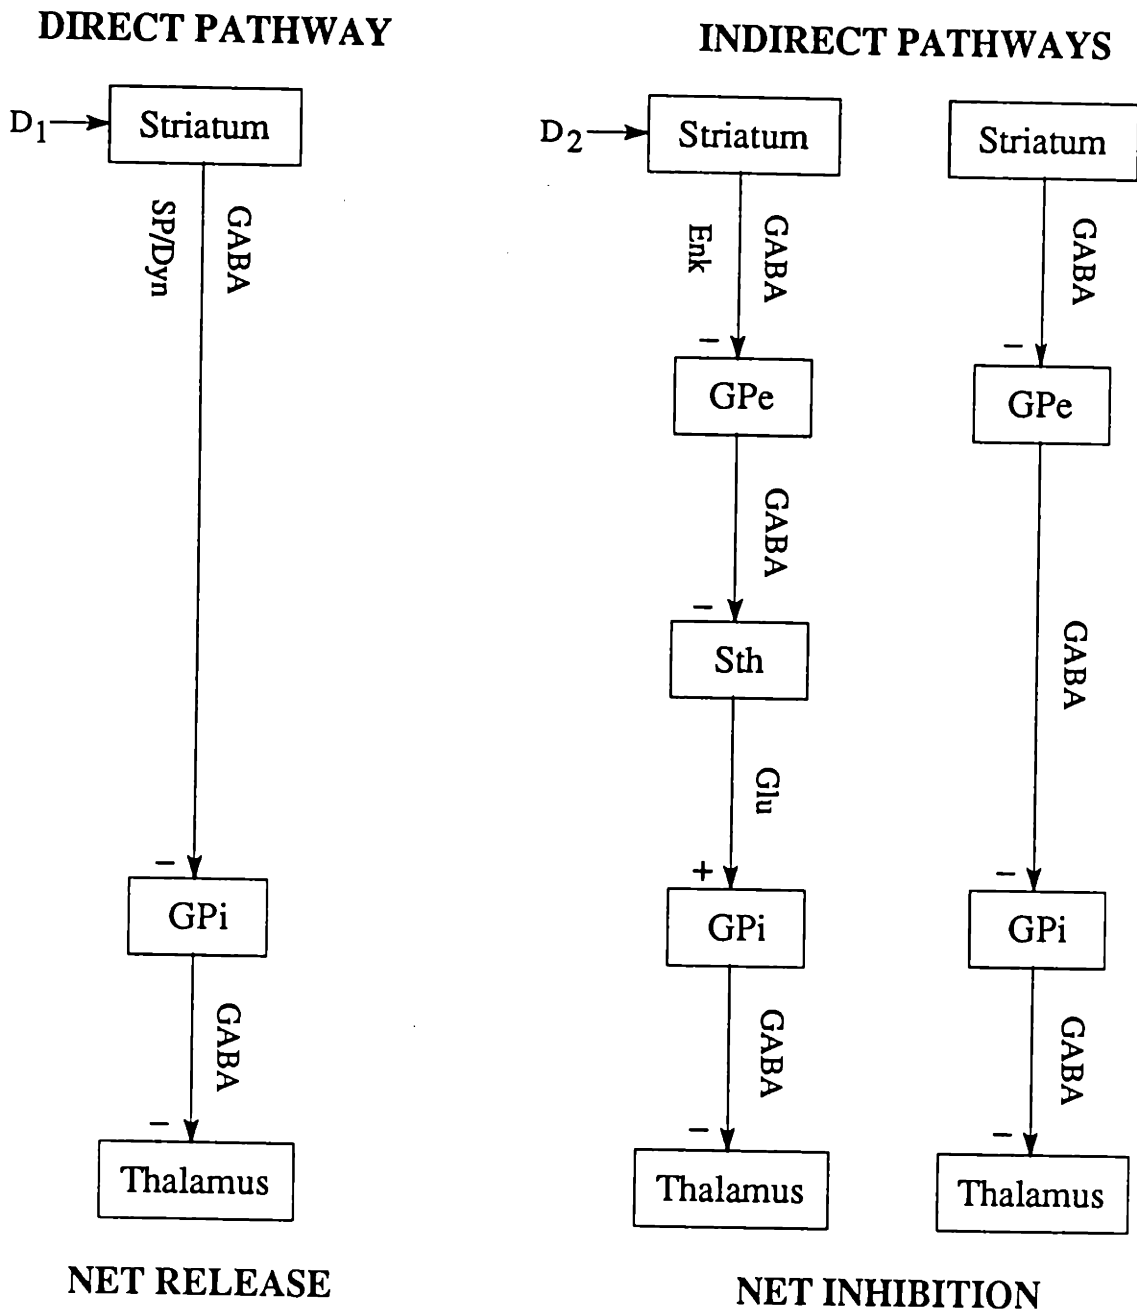 DIRECT PATHWAY
D1
Striatum
SP/Dyn
GABA
-
GPi
GABA
-
Thalamus
NET RELEASE
INDIRECT PATHWAYS
D2
Striatum
Enk
GABA
-
GPe
GABA
-
Sth
Glu
+
GPi
GABA
-
Thalamus
Striatum
GABA
-
GPe
GABA
-
GPi
GABA
-
Thalamus
NET INHIBITION